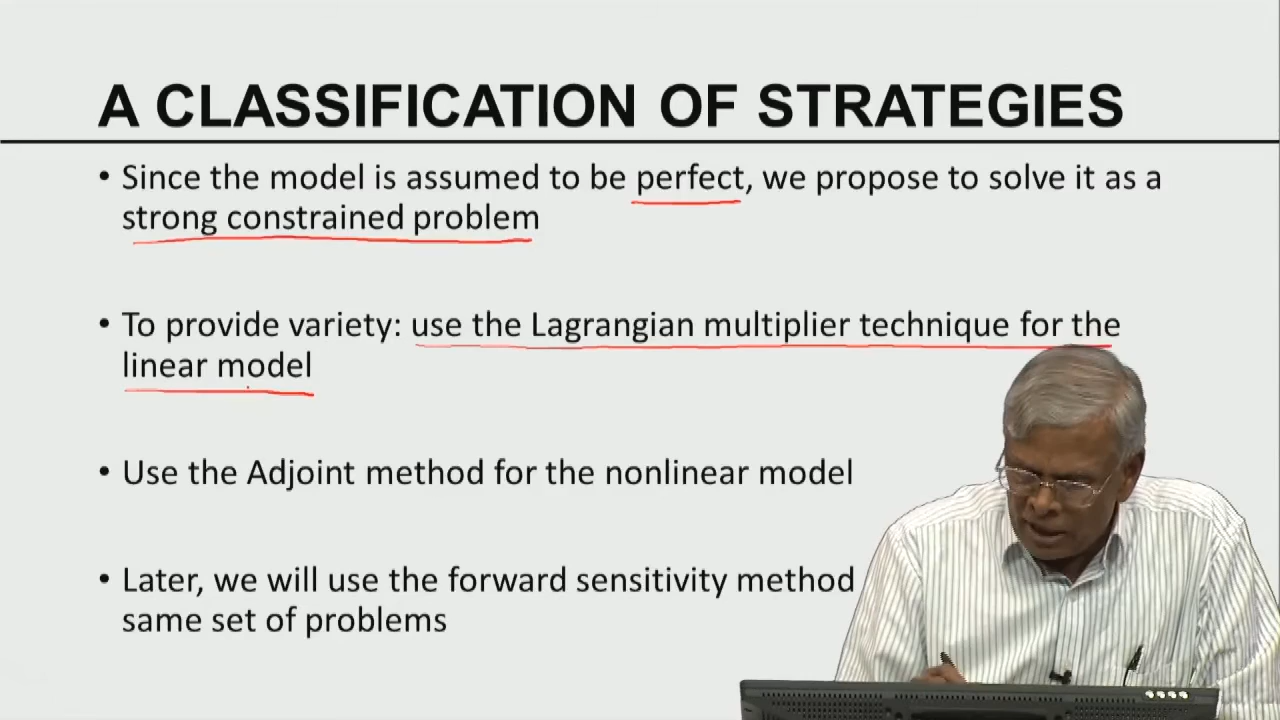 A CLASSIFICATION OF STRATEGIES
• Since the model is assumed to be perfect, we propose to solve it as a
strong constrained problem
• To provide variety: use the Lagrangian multiplier technique for the
linear model
• Use the Adjoint method for the nonlinear model
• Later, we will use the forward sensitivity method
same set of problems